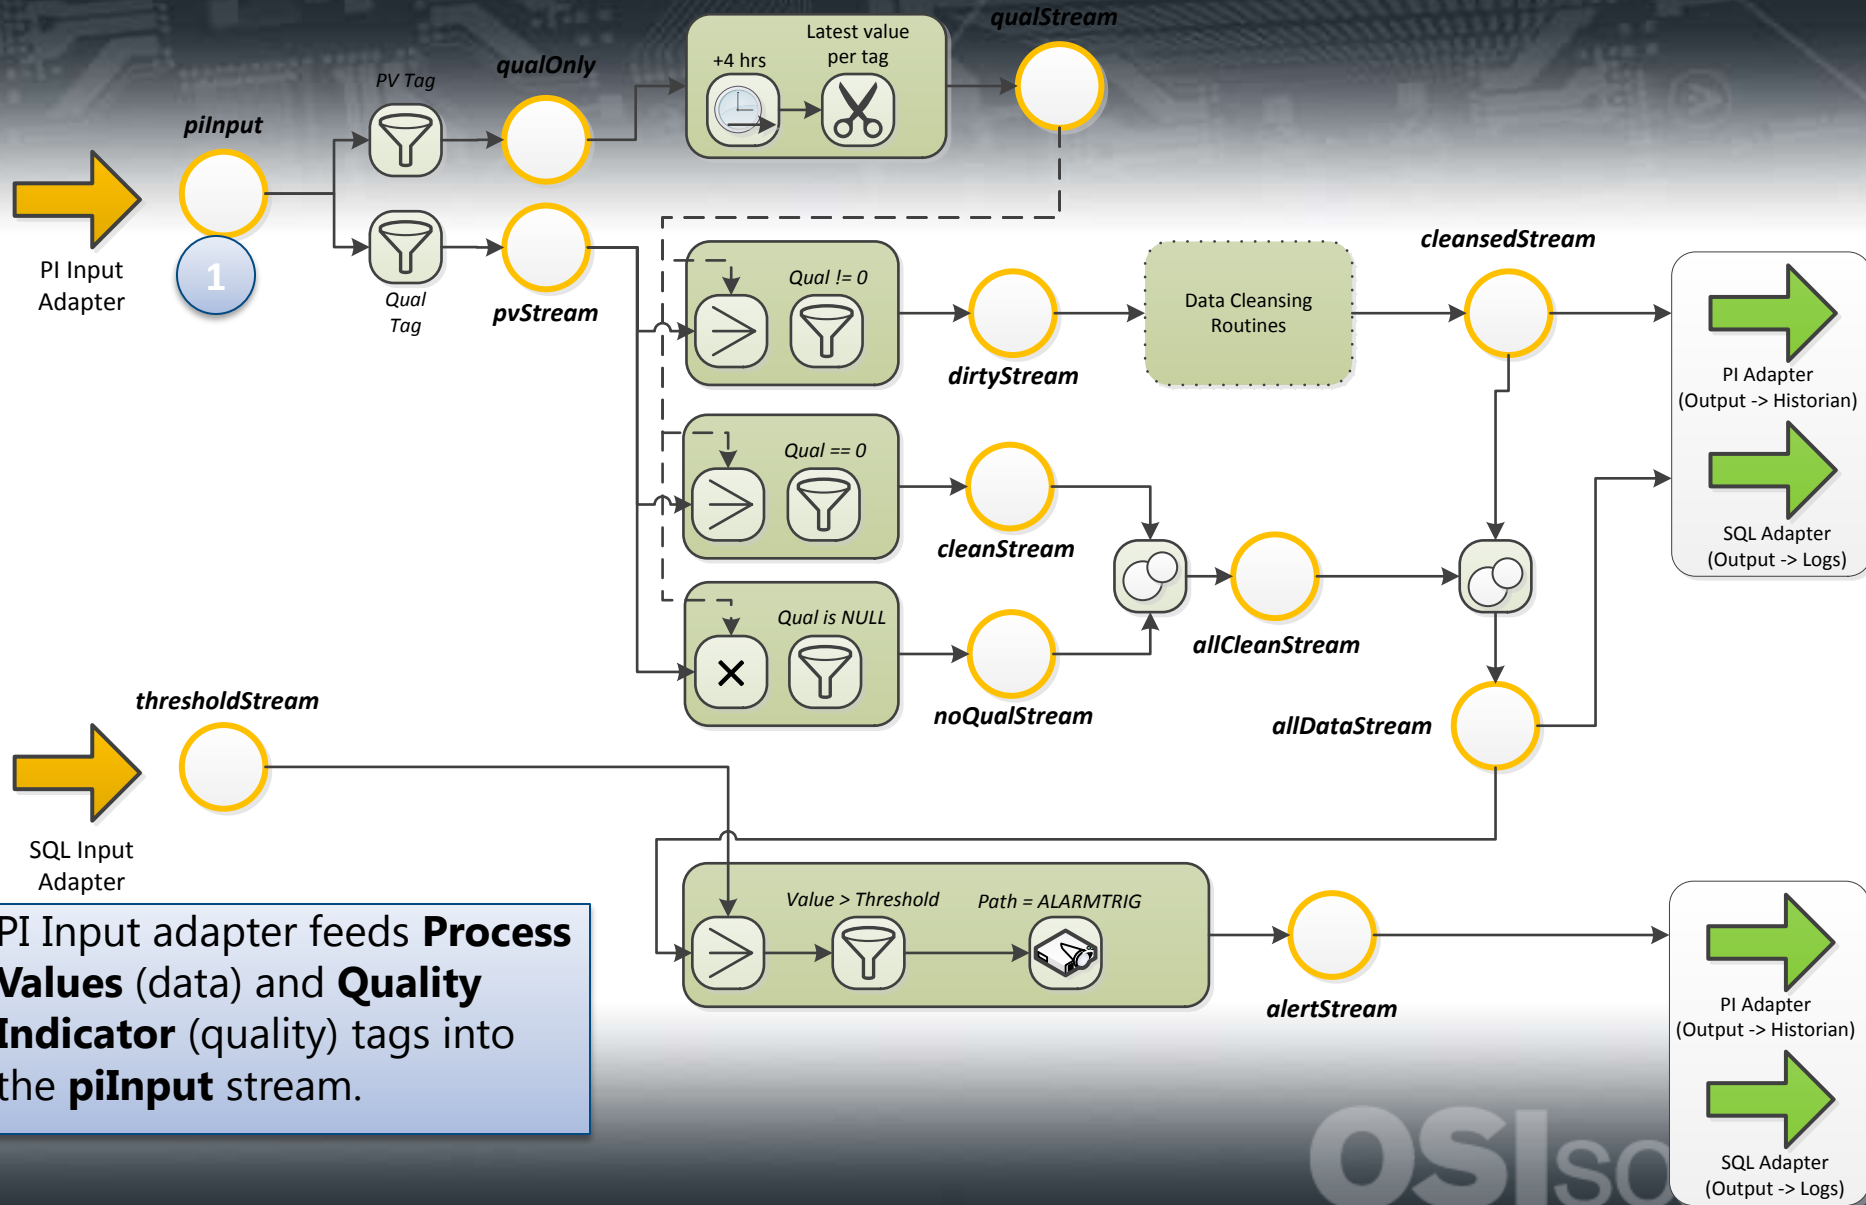 qualStream
Latest value
per tag
+4 hrs
qualOnly
PV Tag
piInput
PI Input
Adapter
1
Qual
Tag
pvStream
Qual != 0
dirtyStream
Data Cleansing
Routines
cleansedStream
PI Adapter
(Output -> Historian)
SQL Adapter
(Output -> Logs)
Qual == 0
cleanStream
allCleanStream
Qual is NULL
noQualStream
allDataStream
thresholdStream
SQL Input
Adapter
Value > Threshold
Path = ALARMTRIG
alertStream
PI Adapter
(Output -> Historian)
SQL Adapter
(Output -> Logs)
PI Input adapter feeds Process
Values (data) and Quality
Indicator (quality) tags into
the piInput stream.
OSIso